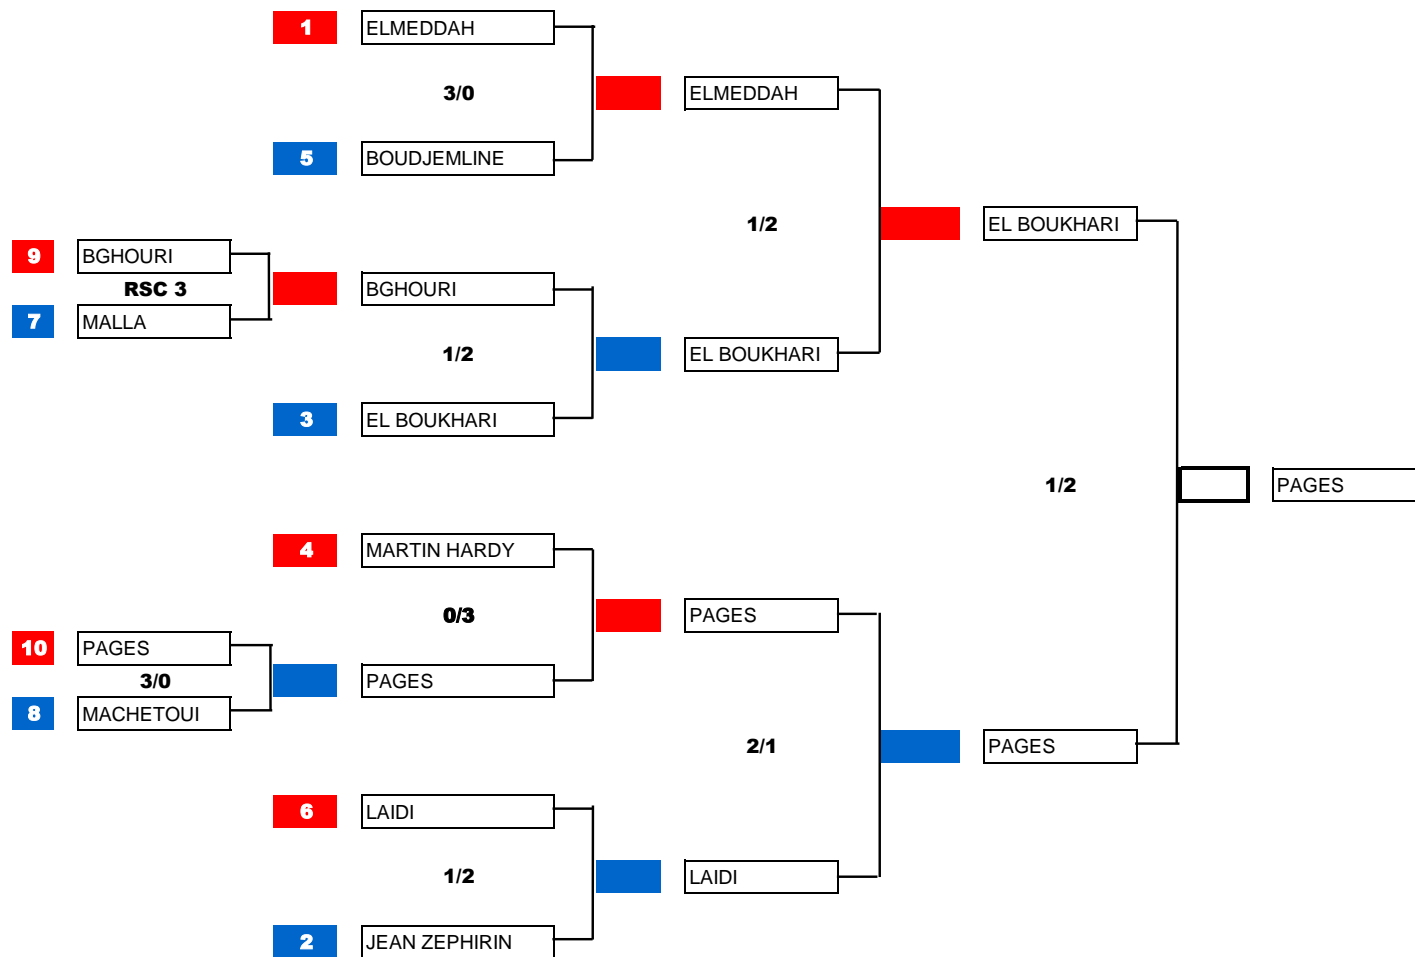 1 ELMEDDAH
3/0 ELMEDDAH
5 BOUDJEMLINE
1/2 EL BOUKHARI
9 BGHOURI
RSC 3 BGHOURI
7 MALLA
1/2 EL BOUKHARI
3 EL BOUKHARI
1/2 PAGES
4 MARTIN HARDY
0/3 PAGES
10 PAGES
3/0 PAGES
8 MACHETOUI
2/1 PAGES
6 LAIDI
1/2 LAIDI
2 JEAN ZEPHIRIN